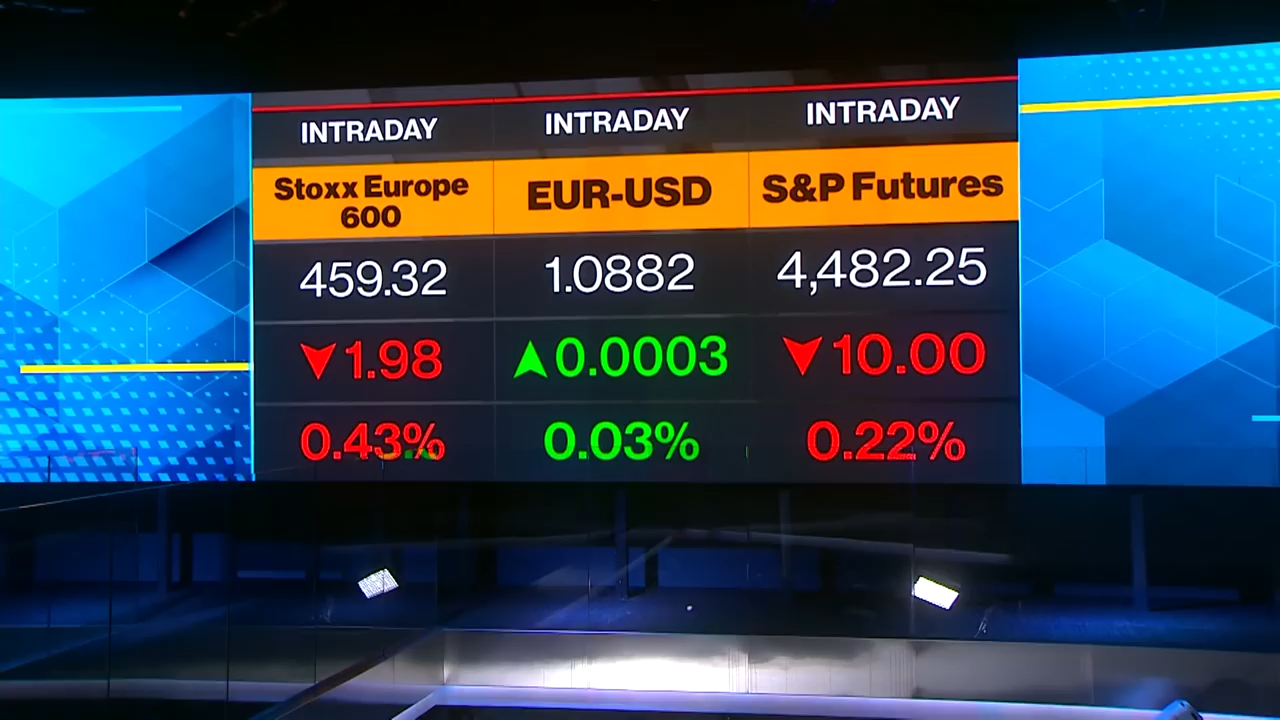 INTRADAY INTRADAY INTRADAY
Stoxx Europe
600
EUR-USD
S&P Futures
459.32 1.0882 4,482.25
▼1.98 ▲0.0003 ▼10.00
0.43% 0.03% 0.22%